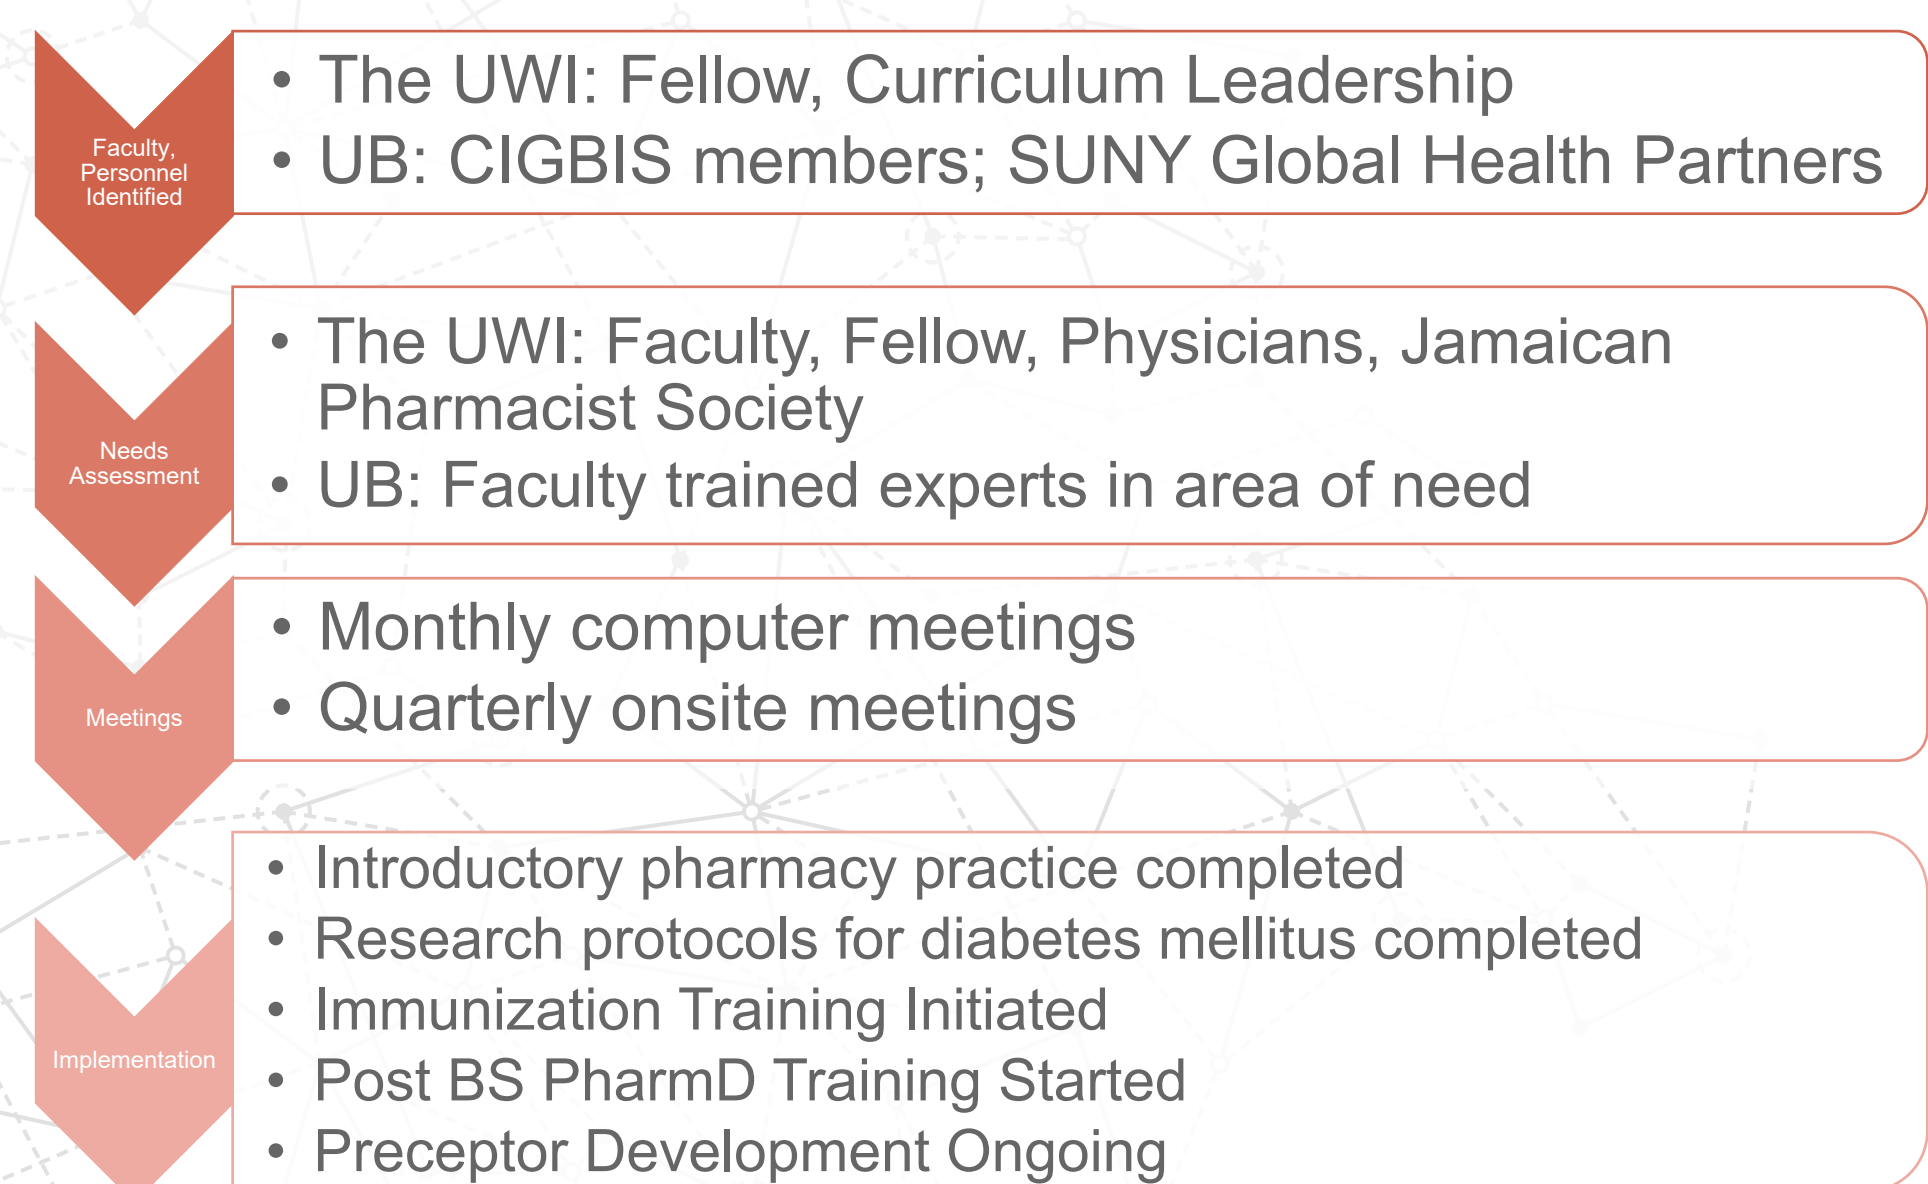 Faculty,
Personnel
Identified
• The UWI: Fellow, Curriculum Leadership
• UB: CIGBIS members; SUNY Global Health Partners
Needs
Assessment
• The UWI: Faculty, Fellow, Physicians, Jamaican
Pharmacist Society
• UB: Faculty trained experts in area of need
Meetings
• Monthly computer meetings
• Quarterly onsite meetings
Implementation
• Introductory pharmacy practice completed
• Research protocols for diabetes mellitus completed
• Immunization Training Initiated
• Post BS PharmD Training Started
• Preceptor Development Ongoing